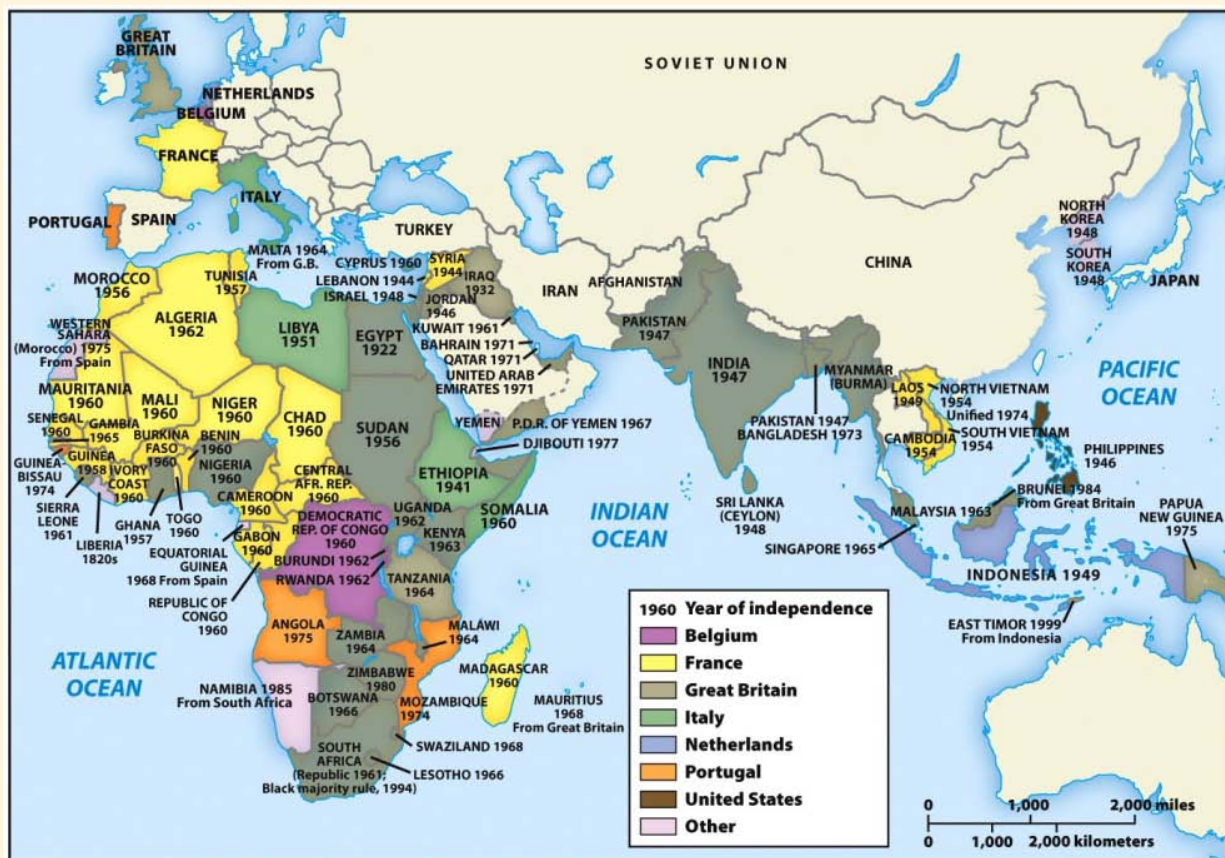 GREAT
BRITAIN
SOVIET UNION
NETHERLANDS
BELGIUM
FRANCE
ITALY
PORTUGAL
SPAIN
TURKEY
CHINA
NORTH
KOREA
1948
SOUTH
KOREA
1948
JAPAN
MALTA 1964
From G.B.
CYPRUS 1960
LEBANON 1944
ISRAEL 1948
SYRIA
1944
IRAQ
1932
JORDAN
1946
IRAN
AFGHANISTAN
MOROCCO
1956
TUNISIA
1957
ALGERIA
1962
LIBYA
1951
EGYPT
1922
WESTERN
SAHARA
(Morocco) 1975
From Spain
KUWAIT 1961
BAHRAIN 1971
QATAR 1971
UNITED ARAB
EMIRATES 1971
PAKISTAN
1947
INDIA
1947
MYANMAR
(BURMA)
LAOS
1949
NORTH VIETNAM
1954
Unified 1974
SOUTH VIETNAM
1954
CAMBODIA
1954
PACIFIC
OCEAN
MAURITANIA
1960
MALI
1960
NIGER
1960
CHAD
1960
SUDAN
1956
YEMEN
P.D.R. OF YEMEN 1967
DJIBOUTI 1977
PAKISTAN 1947
BANGLADESH 1973
PHILIPPINES
1946
SENEGAL
1960
GAMBIA
1965
GUINEA
1958
BURKINA
FASO
1960
BENIN
1960
NIGERIA
1960
IVORY
COAST
1960
GUINEA-
BISSAU
1974
SIERRA
LEONE
1961
LIBERIA
1820s
GHANA
1957
TOGO
1960
CAMEROON
1960
CENTRAL
AFR. REP.
1960
ETHIOPIA
1941
SOMALIA
1960
UGANDA
1962
KENYA
1963
DEMOCRATIC
REP. OF CONGO
1960
BURUNDI 1962
RWANDA 1962
GABON
1960
EQUATORIAL
GUINEA
1968 From Spain
REPUBLIC OF
CONGO
1960
TANZANIA
1964
INDIAN
OCEAN
SRI LANKA
(CEYLON)
1948
MALAYSIA 1963
BRUNEI 1984
From Great Britain
SINGAPORE 1965
PAPUA
NEW GUINEA
1975
INDONESIA 1949
EAST TIMOR 1999
From Indonesia
ATLANTIC
OCEAN
ANGOLA
1975
ZAMBIA
1964
MALAWI
1964
ZIMBABWE
1980
MOZAMBIQUE
1974
MADAGASCAR
1960
MAURITIUS
1968
From Great Britain
NAMIBIA 1985
From South Africa
BOTSWANA
1966
SWAZILAND 1968
LESOTHO 1966
SOUTH
AFRICA
(Republic 1961;
Black majority rule, 1994)
1960 Year of independence
Belgium
France
Great Britain
Italy
Netherlands
Portugal
United States
Other
0 1,000 2,000 miles
0 1,000 2,000 kilometers